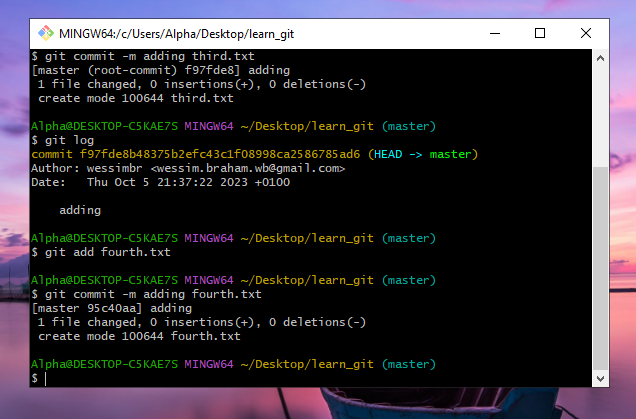 MINGW64:/c/Users/Alpha/Desktop/learn_git
$ git commit -m adding third.txt
[master (root-commit) f97fde8] adding
 1 file changed, 0 insertions(+), 0 deletions(-)
 create mode 100644 third.txt
Alpha@DESKTOP-C5KAE7S MINGW64 ~/Desktop/learn_git (master)
$ git log
commit f97fde8b48375b2efc43c1f08998ca2586785ad6 (HEAD -> master)
Author: wessimbr <wessim.braham.wb@gmail.com>
Date:   Thu Oct 5 21:37:22 2023 +0100
    adding
Alpha@DESKTOP-C5KAE7S MINGW64 ~/Desktop/learn_git (master)
$ git add fourth.txt
Alpha@DESKTOP-C5KAE7S MINGW64 ~/Desktop/learn_git (master)
$ git commit -m adding fourth.txt
[master 95c40aa] adding
 1 file changed, 0 insertions(+), 0 deletions(-)
 create mode 100644 fourth.txt
Alpha@DESKTOP-C5KAE7S MINGW64 ~/Desktop/learn_git (master)
$